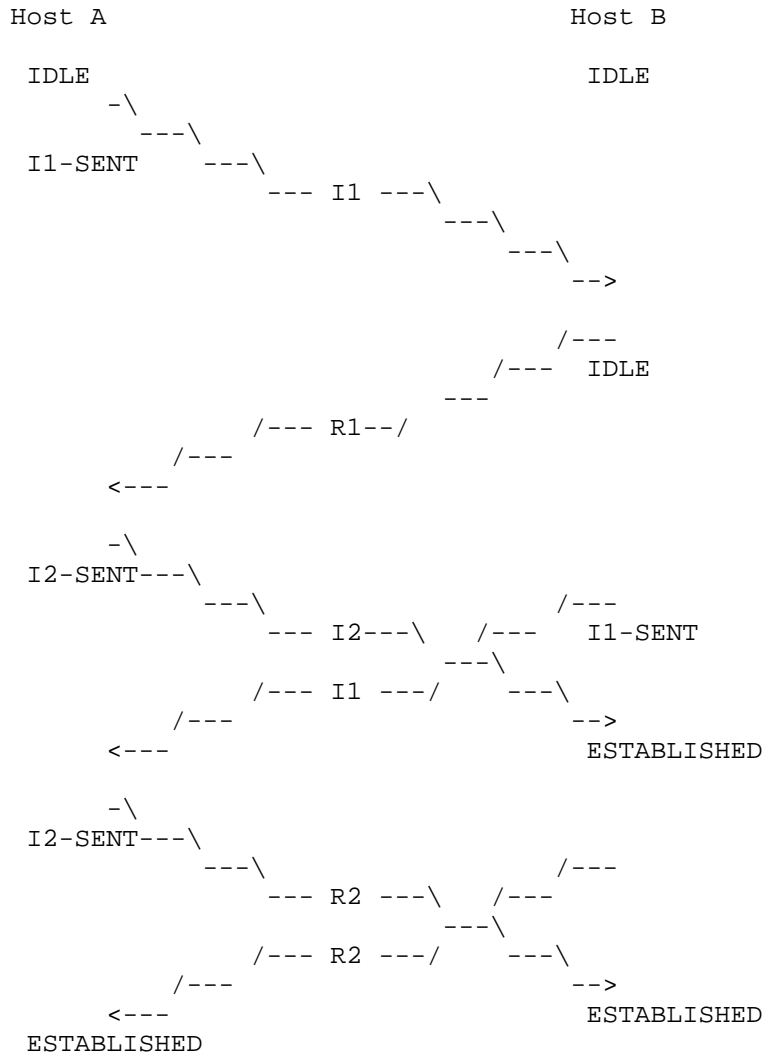 Host A                             Host B

 IDLE                               IDLE
      -\
        ---\
 I1-SENT    ---\
                --- I1 ---\
                           ---\
                               ---\
                                   -->

                                  /---
                              /---  IDLE
                           ---
               /--- R1--/
          /---
      <---

      -\
 I2-SENT---\
            ---\                  /---
                --- I2---\   /---   I1-SENT
                           ---\
               /--- I1 ---/    ---\
          /---                     -->
      <---                          ESTABLISHED

      -\
 I2-SENT---\
            ---\                  /---
                --- R2 ---\   /---
                           ---\
               /--- R2 ---/    ---\
          /---                     -->
      <---                          ESTABLISHED
 ESTABLISHED